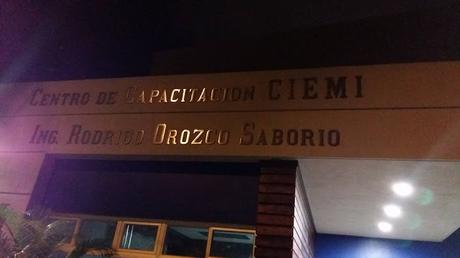 CENTRO DE CAPACITACION CIEMI
ING. RODRIGO OROZCO SABORIO